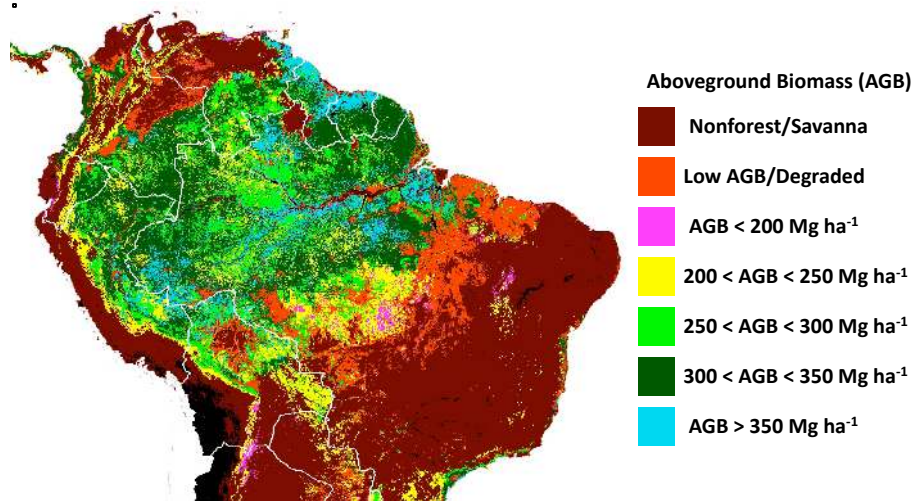 Aboveground Biomass (AGB)
Nonforest/Savanna
Low AGB/Degraded
AGB < 200 Mg ha⁻¹
200 < AGB < 250 Mg ha⁻¹
250 < AGB < 300 Mg ha⁻¹
300 < AGB < 350 Mg ha⁻¹
AGB > 350 Mg ha⁻¹